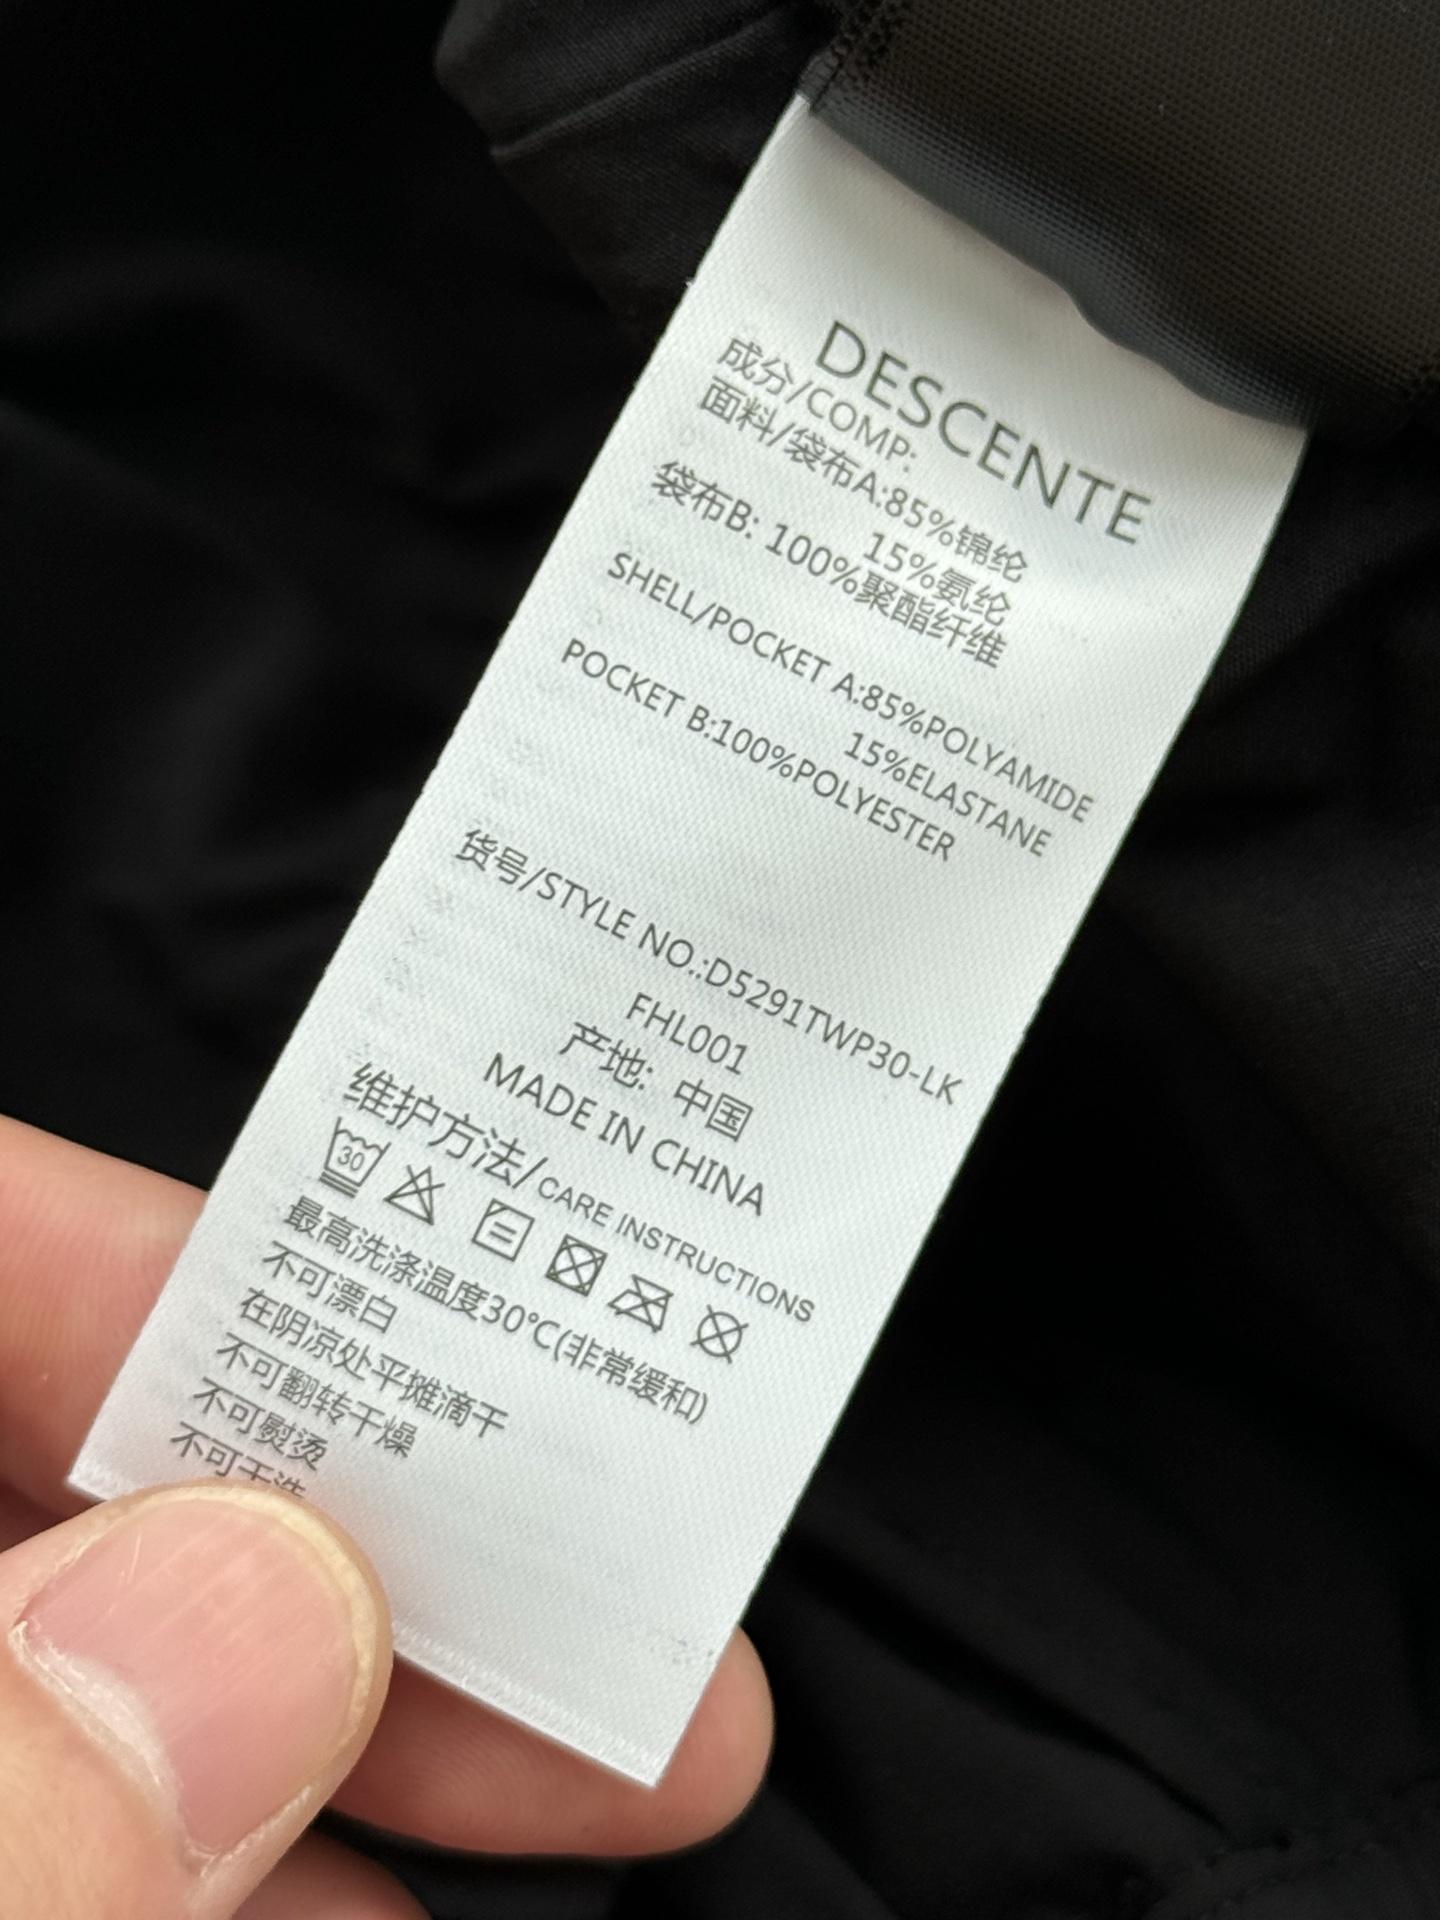 DESCENTE
成分/COMP:
面料/袋布A:85%锦纶
15%氨纶
袋布B: 100%聚酯纤维
SHELL/POCKET A:85%POLYAMIDE
15%ELASTANE
POCKET B:100%POLYESTER
货号/STYLE NO.:D5291TWP30-LK
FHL001
产地: 中国
MADE IN CHINA
维护方法/CARE INSTRUCTIONS
30
最高洗涤温度30℃(非常缓和)
不可漂白
在阴凉处平摊滴干
不可翻转干燥
不可熨烫
不可干洗